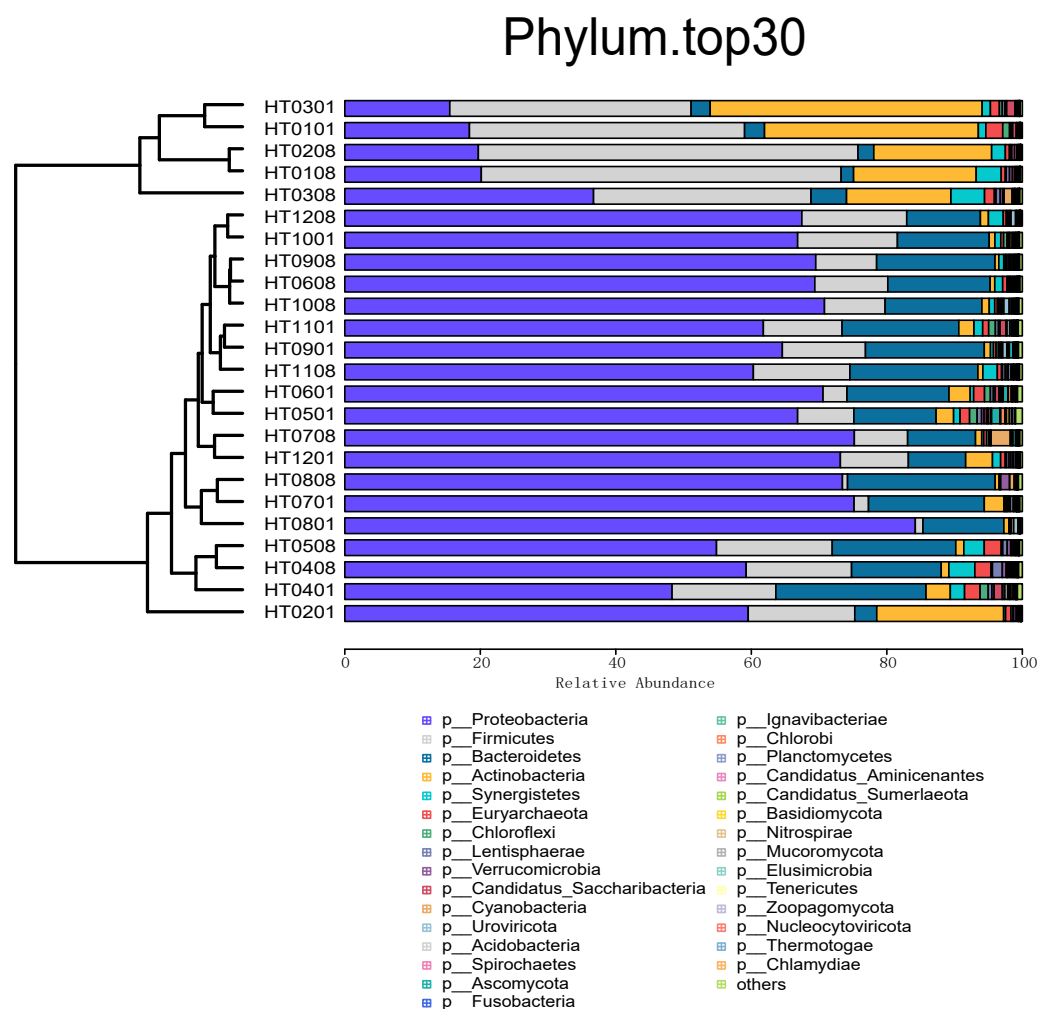 Phylum.top30
HT0301
HT0101
HT0208
HT0108
HT0308
HT1208
HT1001
HT0908
HT0608
HT1008
HT1101
HT0901
HT1108
HT0601
HT0501
HT0708
HT1201
HT0808
HT0701
HT0801
HT0508
HT0408
HT0401
HT0201
0 20 40 60 80 100
Relative Abundance
p__Proteobacteria
p__Firmicutes
p__Bacteroidetes
p__Actinobacteria
p__Synergistetes
p__Euryarchaeota
p__Chloroflexi
p__Lentisphaerae
p__Verrucomicrobia
p__Candidatus_Saccharibacteria
p__Cyanobacteria
p__Uroviricota
p__Acidobacteria
p__Spirochaetes
p__Ascomycota
p__Fusobacteria
p__Ignavibacteriae
p__Chlorobi
p__Planctomycetes
p__Candidatus_Aminicenantes
p__Candidatus_Sumerlaeota
p__Basidiomycota
p__Nitrospirae
p__Mucoromycota
p__Elusimicrobia
p__Tenericutes
p__Zoopagomycota
p__Nucleocytoviricota
p__Thermotogae
p__Chlamydiae
others